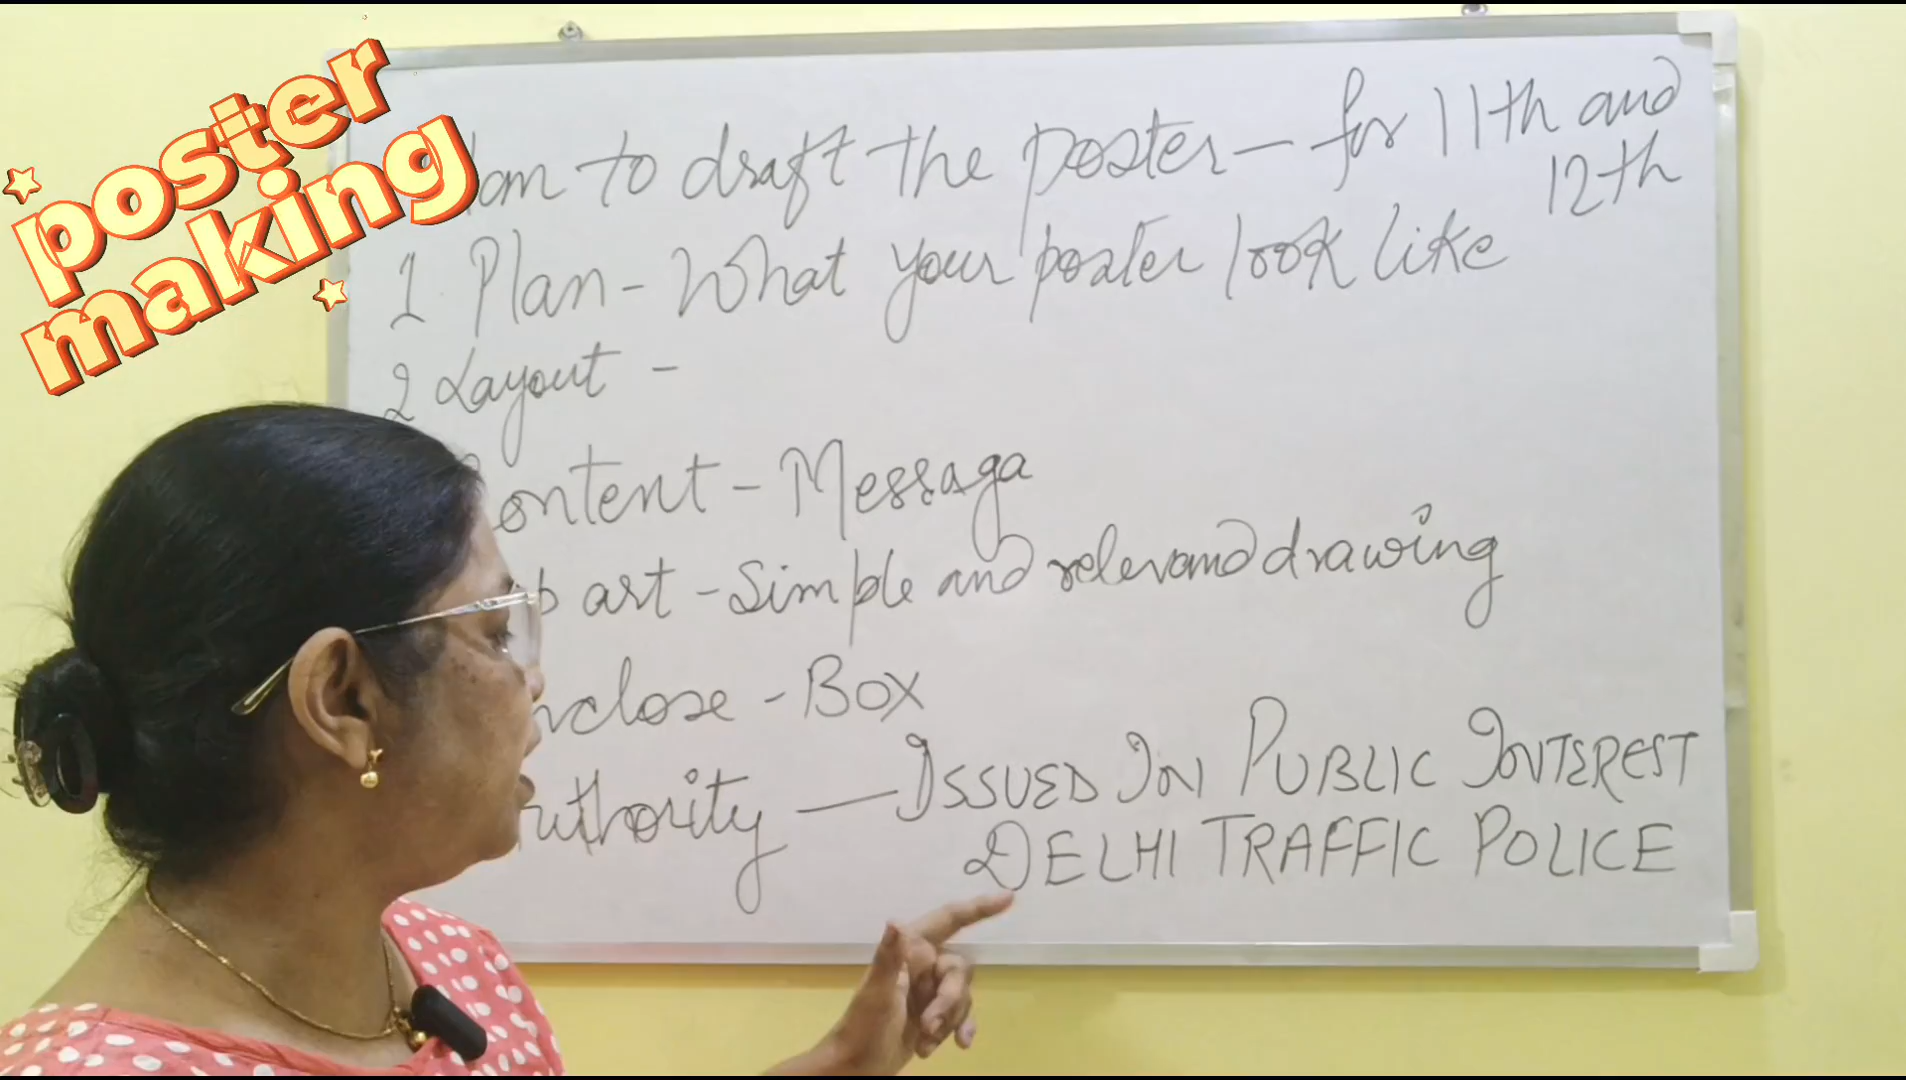 poster
making
to draft the poster - for 11th and
12th
1 Plan - What your poster look like
2 Layout -
ontent - Messaga
art - Simple and relevand drawing
nclose - Box
uthority - ISSUED IN PUBLIC INTEREST
DELHI TRAFFIC POLICE